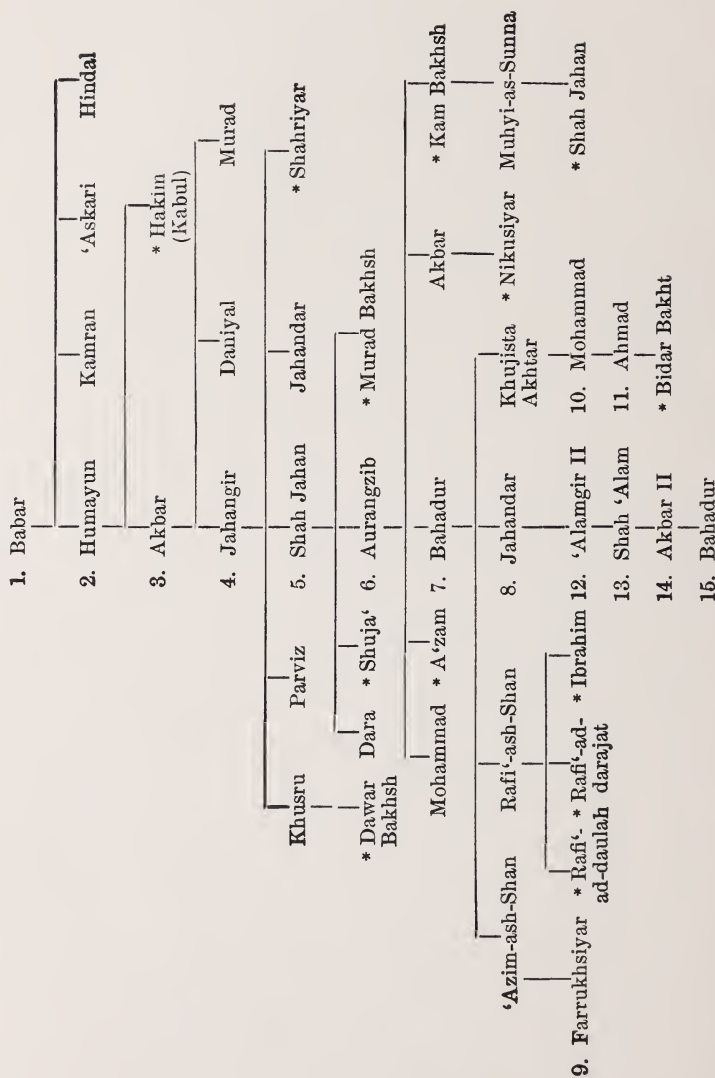 1. Babar
2. Humayun Kamran ‘Askari Hindal
3. Akbar * Hakim
(Kabul)
4. Jahangir Daniyal Murad
Khusru Parviz 5. Shah Jahan Jahandar * Shahriyar
* Dawar
Bakhsh Dara * Shuja‘ 6. Aurangzib * Murad Bakhsh
Mohammad * A‘zam 7. Bahadur Akbar * Kam Bakhsh
‘Azim-ash-Shan Rafi‘-ash-Shan 8. Jahandar Khujista
Akhtar * Nikusiyar Muhyi-as-Sunna
9. Farrukhsiyar * Rafi‘-
ad-daulah * Rafi‘-ad-
darajat * Ibrahim 12. ‘Alamgir II 10. Mohammad * Shah Jahan
13. Shah ‘Alam 11. Ahmad
14. Akbar II * Bidar Bakht
15. Bahadur